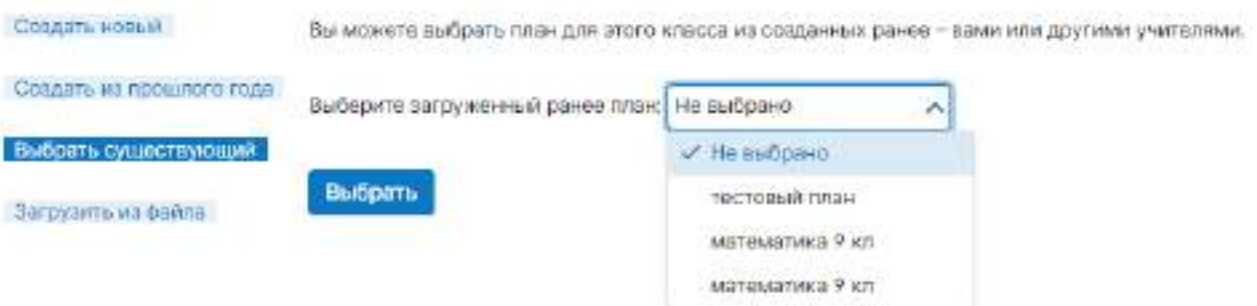 Создать новый
Вы можете выбрать план для этого класса из созданных ранее – вами или другими учителями.
Создать из прошлого года
Выберите загруженный ранее план: Не выбрано
Выбрать существующий
✓ Не выбрано
Выбрать
тестовый план
Загрузить из файла
математика 9 кл
математика 9 кл